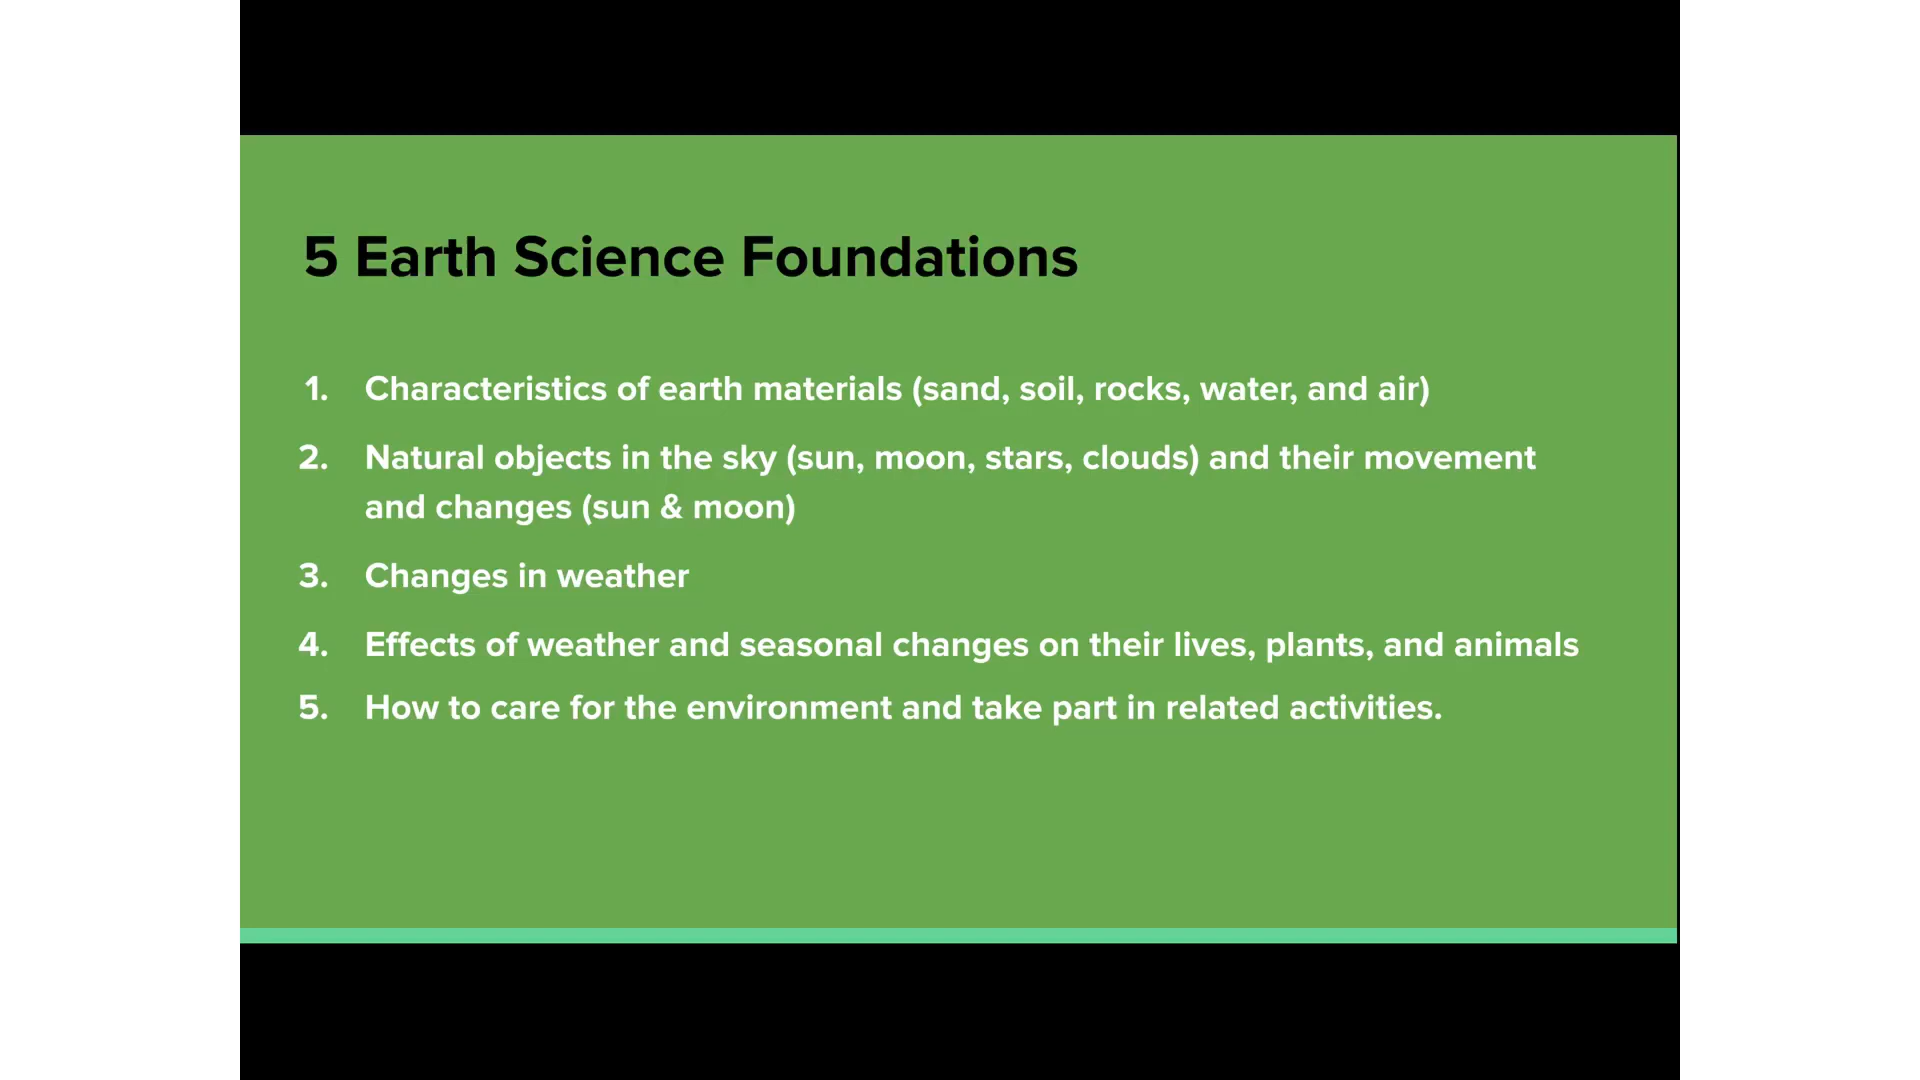 5 Earth Science Foundations
1. Characteristics of earth materials (sand, soil, rocks, water, and air)
2. Natural objects in the sky (sun, moon, stars, clouds) and their movement
and changes (sun & moon)
3. Changes in weather
4. Effects of weather and seasonal changes on their lives, plants, and animals
5. How to care for the environment and take part in related activities.